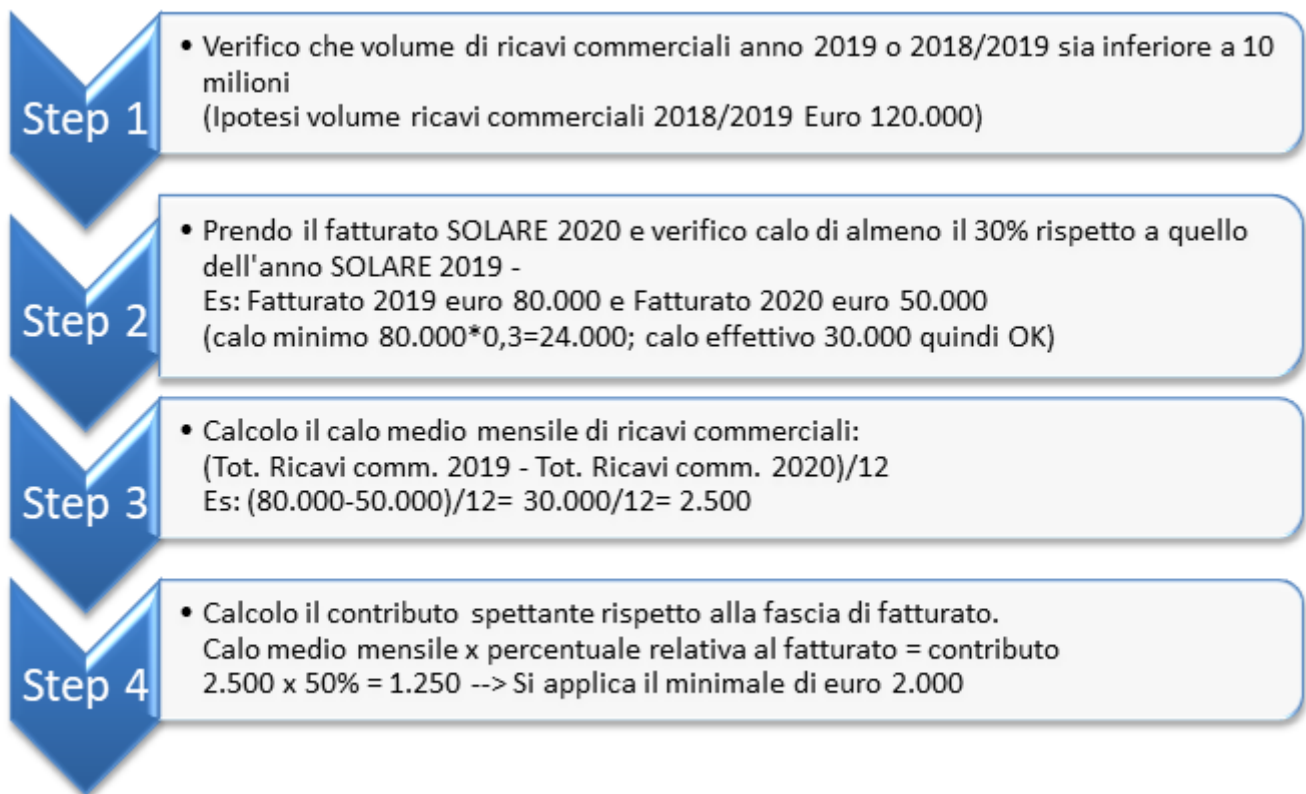 Step 1
• Verifico che volume di ricavi commerciali anno 2019 o 2018/2019 sia inferiore a 10
milioni
(Ipotesi volume ricavi commerciali 2018/2019 Euro 120.000)
Step 2
• Prendo il fatturato SOLARE 2020 e verifico calo di almeno il 30% rispetto a quello
dell'anno SOLARE 2019 -
Es: Fatturato 2019 euro 80.000 e Fatturato 2020 euro 50.000
(calo minimo 80.000*0,3=24.000; calo effettivo 30.000 quindi OK)
Step 3
• Calcolo il calo medio mensile di ricavi commerciali:
(Tot. Ricavi comm. 2019 - Tot. Ricavi comm. 2020)/12
Es: (80.000-50.000)/12= 30.000/12= 2.500
Step 4
• Calcolo il contributo spettante rispetto alla fascia di fatturato.
Calo medio mensile x percentuale relativa al fatturato = contributo
2.500 x 50% = 1.250 --> Si applica il minimale di euro 2.000